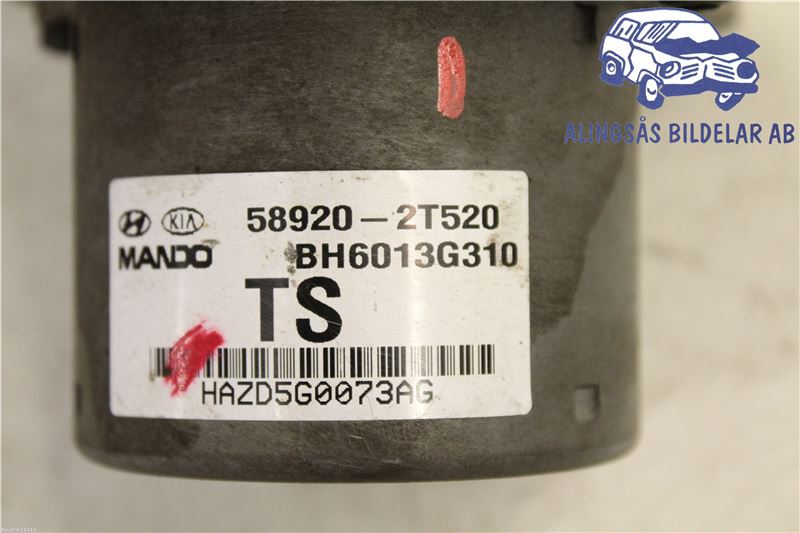 ALINGSÅS BILDELAR AB
KIA 58920-2T520
MANDO BH6013G310
TS
HAZD5G0073AG